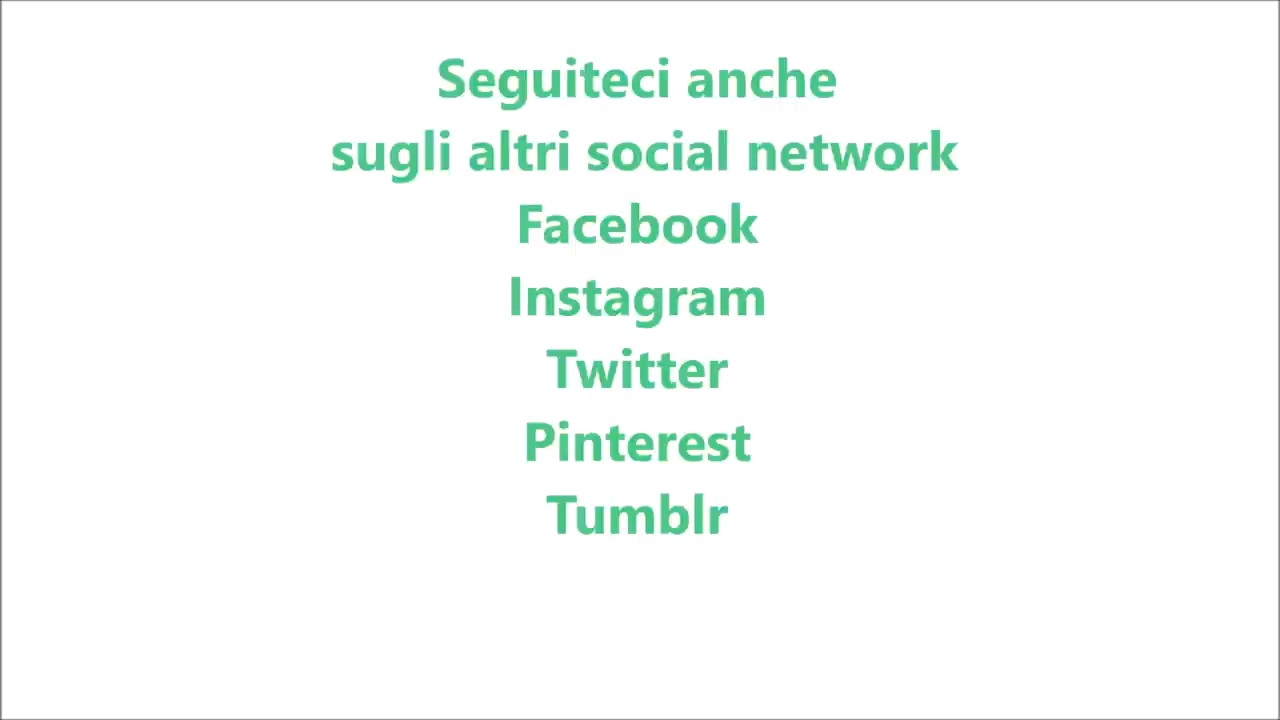 Seguiteci anche
sugli altri social network
Facebook
Instagram
Twitter
Pinterest
Tumblr